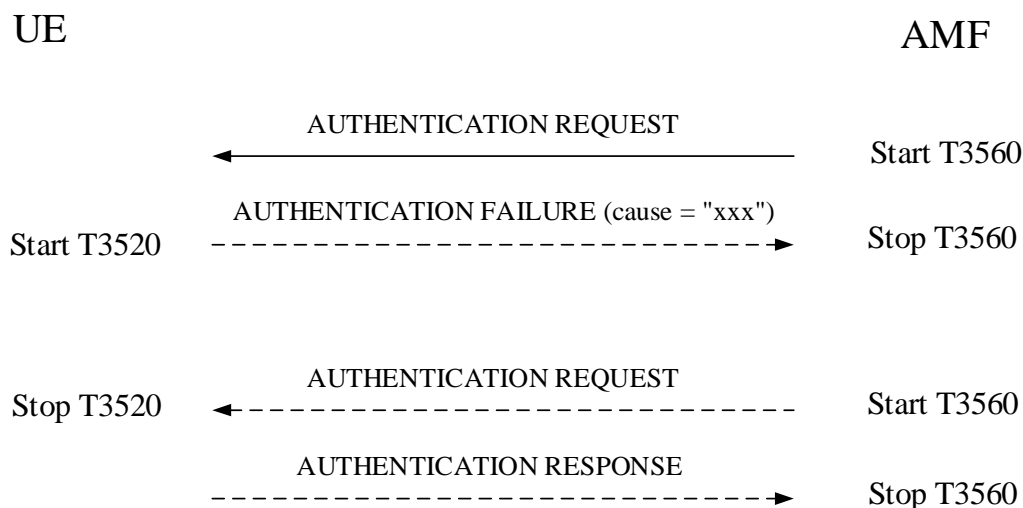 UE
AMF
AUTHENTICATION REQUEST
Start T3560
AUTHENTICATION FAILURE (cause = "xxx")
Start T3520
Stop T3560
AUTHENTICATION REQUEST
Stop T3520
Start T3560
AUTHENTICATION RESPONSE
Stop T3560